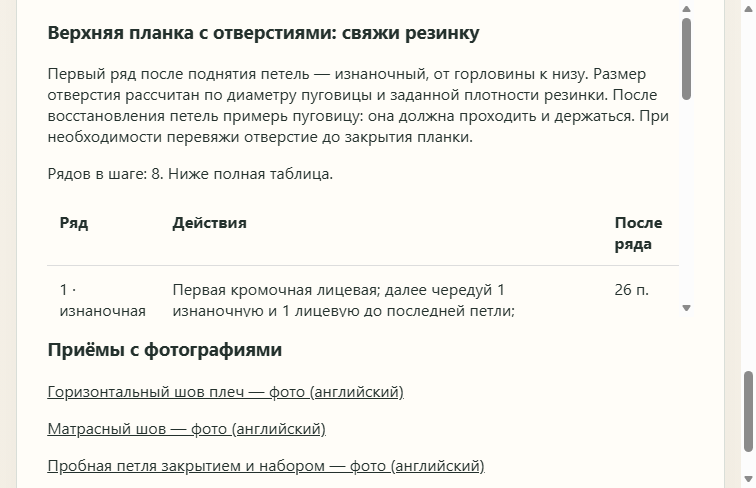 Верхняя планка с отверстиями: свяжи резинку
Первый ряд после поднятия петель — изнаночный, от горловины к низу. Размер
отверстия рассчитан по диаметру пуговицы и заданной плотности резинки. После
восстановления петель примерь пуговицу: она должна проходить и держаться. При
необходимости перевяжи отверстие до закрытия планки.
Рядов в шаге: 8. Ниже полная таблица.
Ряд Действия После
ряда
1 · Первая кромочная лицевая; далее чередуй 1 26 п.
изнаночная изнаночную и 1 лицевую до последней петли;
Приёмы с фотографиями
Горизонтальный шов плеч — фото (английский)
Матрасный шов — фото (английский)
Пробная петля закрытием и набором — фото (английский)